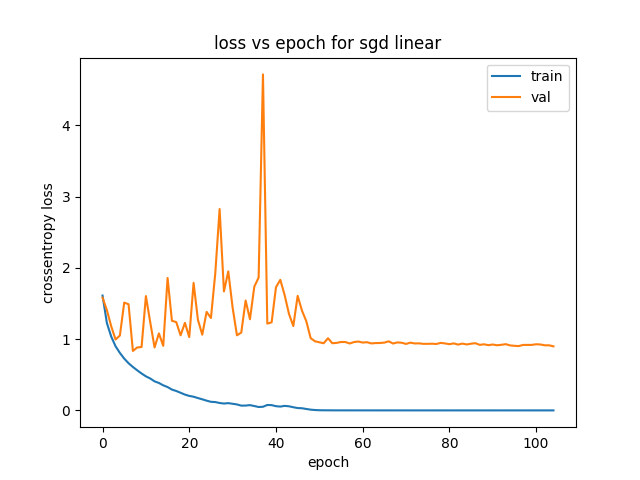 loss vs epoch for sgd linear
train
val
crossentropy loss
4
3
2
1
0
0 20 40 60 80 100
epoch